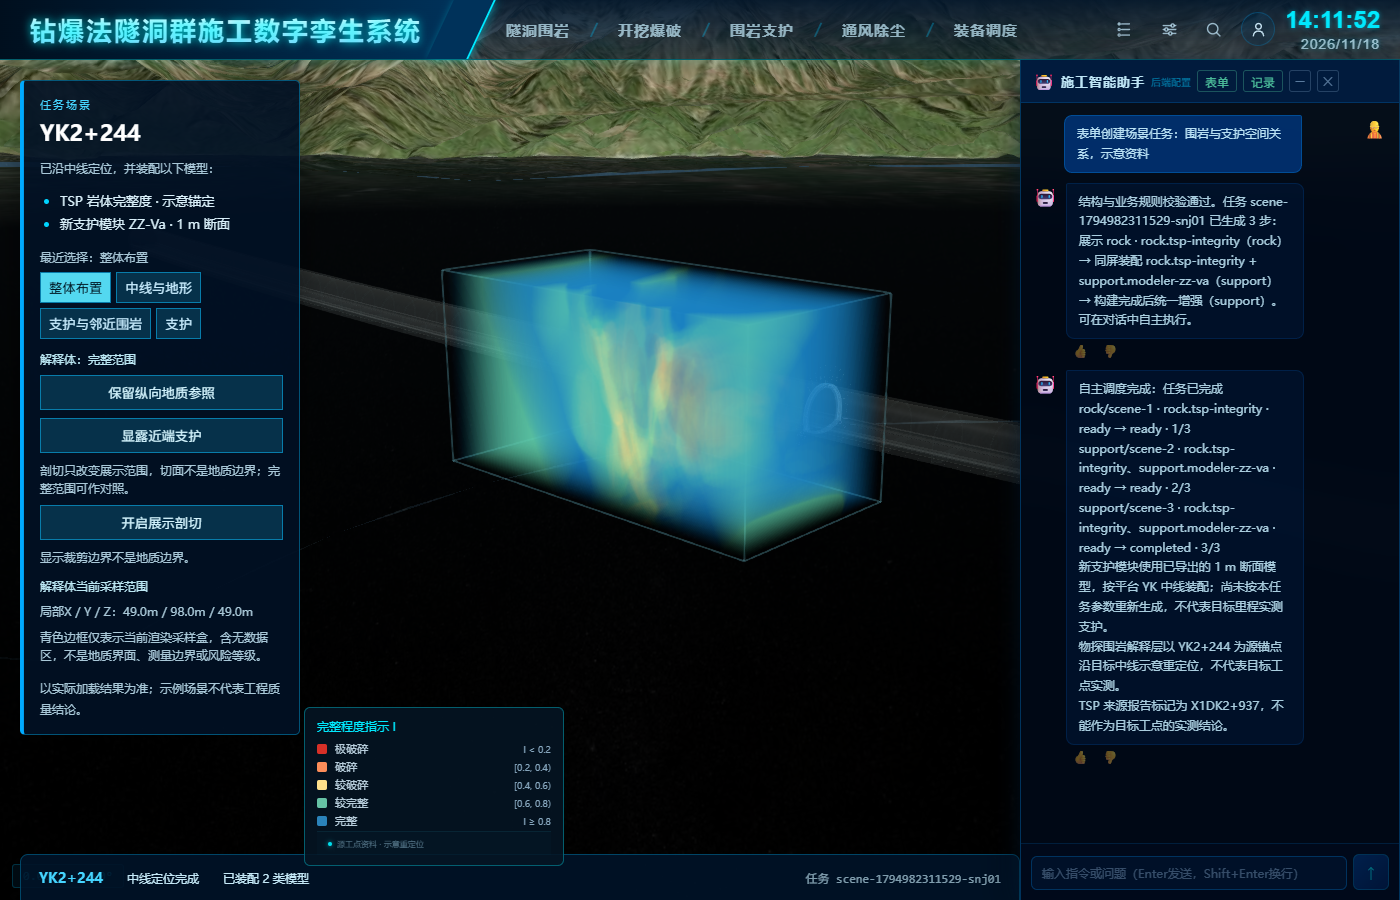 钻爆法隧洞群施工数字孪生系统
隧洞围岩 / 开挖爆破 / 围岩支护 / 通风除尘 / 装备调度
14:11:52
2026/11/18
任务场景
YK2+244
已沿中线定位，并装配以下模型：
• TSP 岩体完整度 · 示意锚定
• 新支护模块 ZZ-Va · 1 m 断面
最近选择：整体布置
整体布置 中线与地形
支护与邻近围岩 支护
解释体：完整范围
保留纵向地质参照
显露近端支护
剖切只改变展示范围，切面不是地质边界；完
整范围可作对照。
开启展示剖切
显示裁剪边界不是地质边界。
解释体当前采样范围
局部X / Y / Z：49.0m / 98.0m / 49.0m
青色边框仅表示当前渲染采样盒，含无数据
区，不是地质界面、测量边界或风险等级。
以实际加载结果为准；示例场景不代表工程质
量结论。
完整程度指示 I
极破碎 I < 0.2
破碎 [0.2, 0.4)
较破碎 [0.4, 0.6)
较完整 [0.6, 0.8)
完整 I ≥ 0.8
源工点资料 · 示意重定位
YK2+244 中线定位完成 已装配 2 类模型 任务 scene-1794982311529-snj01
施工智能助手 后端配置 表单 记录
表单创建场景任务：围岩与支护空间关
系，示意资料
结构与业务规则校验通过。任务 scene-
1794982311529-snj01 已生成 3 步：
展示 rock · rock.tsp-integrity（rock）
→ 同屏装配 rock.tsp-integrity +
support.modeler-zz-va（support）
→ 构建完成后统一增强（support）。
可在对话中自主执行。
自主调度完成：任务已完成
rock/scene-1 · rock.tsp-integrity ·
ready → ready · 1/3
support/scene-2 · rock.tsp-
integrity、support.modeler-zz-va ·
ready → ready · 2/3
support/scene-3 · rock.tsp-
integrity、support.modeler-zz-va ·
ready → completed · 3/3
新支护模块使用已导出的 1 m 断面模
型，按平台 YK 中线装配；尚未按本任
务参数重新生成，不代表目标里程实测
支护。
物探围岩解释层以 YK2+244 为源锚点
沿目标中线示意重定位，不代表目标工
点实测。
TSP 来源报告标记为 X1DK2+937，不
能作为目标工点的实测结论。
输入指令或问题（Enter发送，Shift+Enter换行）